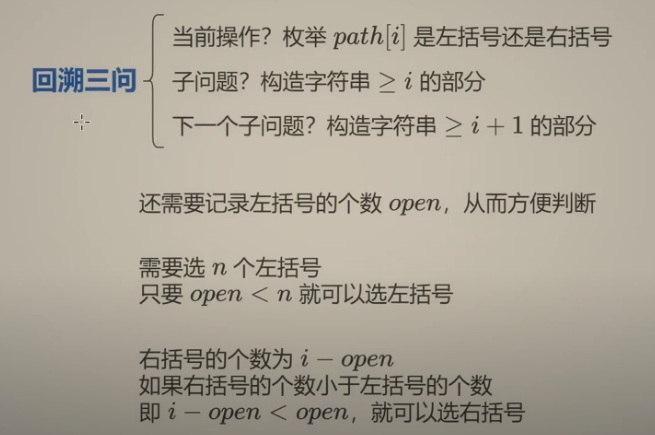 回溯三问
当前操作？枚举 path[i] 是左括号还是右括号
子问题？构造字符串 ≥ i 的部分
下一个子问题？构造字符串 ≥ i + 1 的部分
还需要记录左括号的个数 open，从而方便判断
需要选 n 个左括号
只要 open < n 就可以选左括号
右括号的个数为 i − open
如果右括号的个数小于左括号的个数
即 i − open < open，就可以选右括号